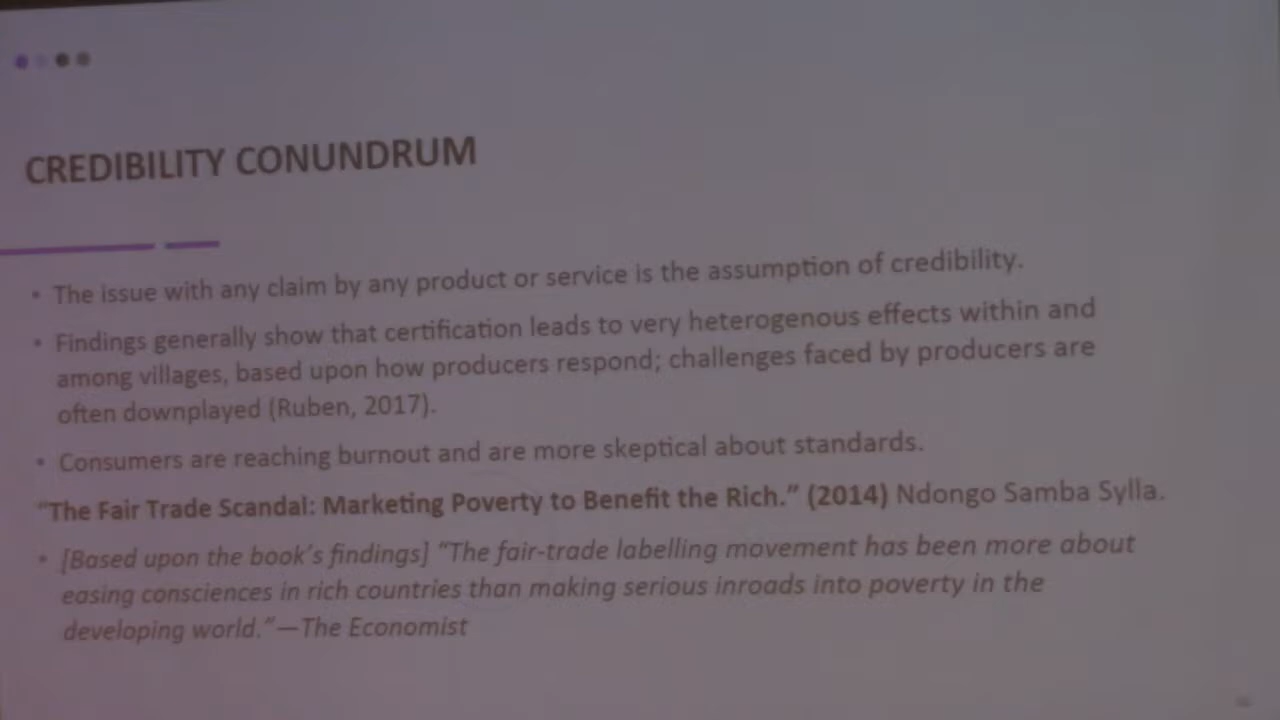 CREDIBILITY CONUNDRUM
• The issue with any claim by any product or service is the assumption of credibility.
• Findings generally show that certification leads to very heterogenous effects within and
among villages, based upon how producers respond; challenges faced by producers are
often downplayed (Ruben, 2017).
• Consumers are reaching burnout and are more skeptical about standards.
“The Fair Trade Scandal: Marketing Poverty to Benefit the Rich.” (2014) Ndongo Samba Sylla.
• [Based upon the book’s findings] “The fair-trade labelling movement has been more about
easing consciences in rich countries than making serious inroads into poverty in the
developing world.”—The Economist